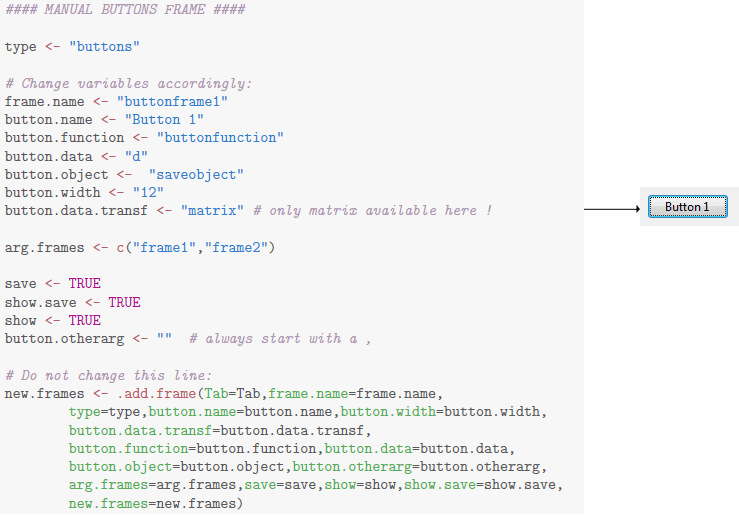 #### MANUAL BUTTONS FRAME ####
type <- "buttons"
# Change variables accordingly:
frame.name <- "buttonframe1"
button.name <- "Button 1"
button.function <- "buttonfunction"
button.data <- "d"
button.object <-  "saveobject"
button.width <- "12"
button.data.transf <- "matrix" # only matrix available here !
Button 1
arg.frames <- c("frame1","frame2")
save <- TRUE
show.save <- TRUE
show <- TRUE
button.otherarg <- ""  # always start with a ,
# Do not change this line:
new.frames <- .add.frame(Tab=Tab,frame.name=frame.name,
type=type,button.name=button.name,button.width=button.width,
button.data.transf=button.data.transf,
button.function=button.function,button.data=button.data,
button.object=button.object,button.otherarg=button.otherarg,
arg.frames=arg.frames,save=save,show=show,show.save=show.save,
new.frames=new.frames)